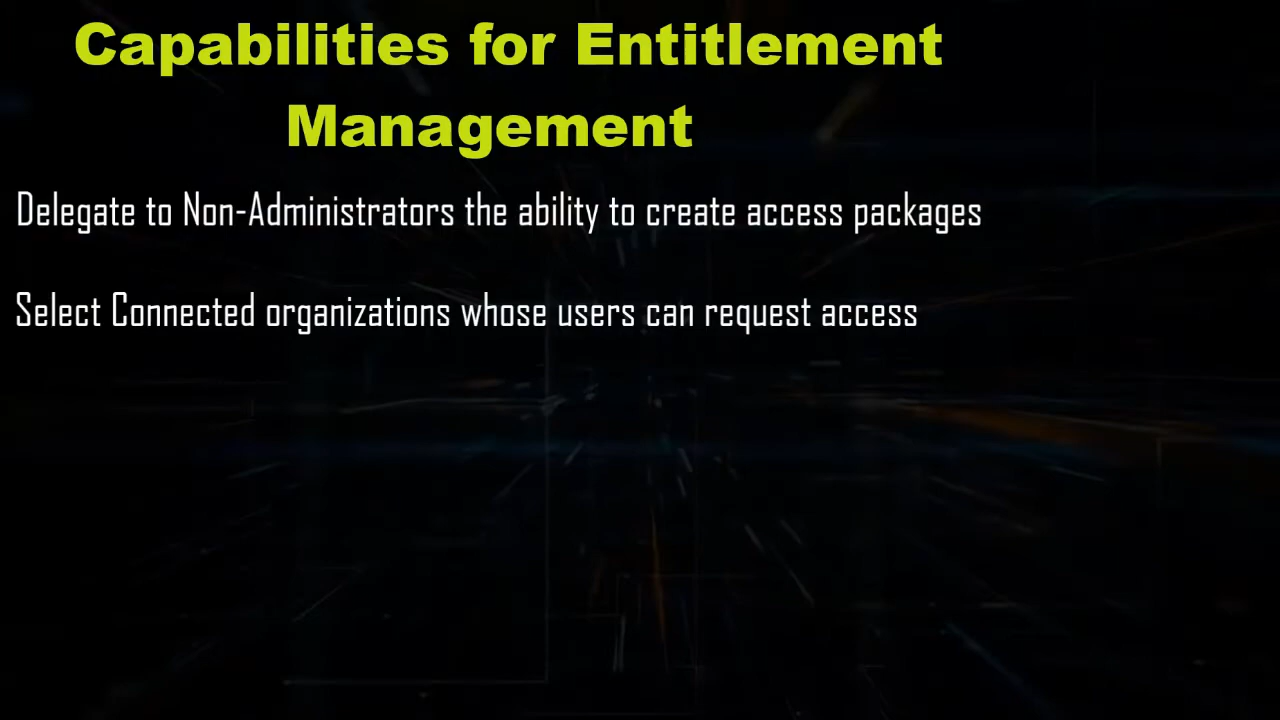 Capabilities for Entitlement
Management
Delegate to Non-Administrators the ability to create access packages
Select Connected organizations whose users can request access